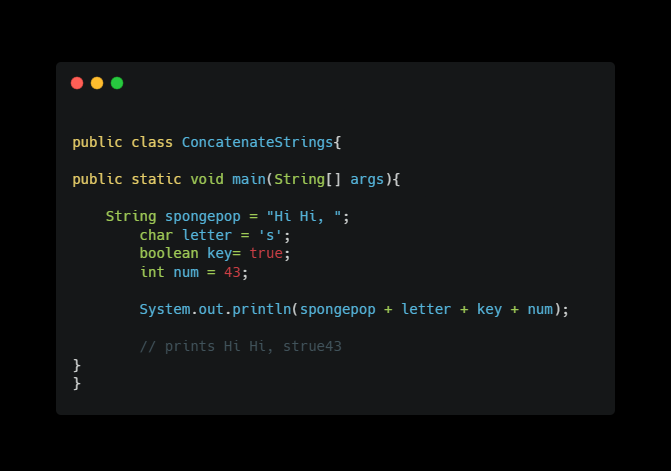 public class ConcatenateStrings{
public static void main(String[] args){
String spongepop = "Hi Hi, ";
char letter = 's';
boolean key= true;
int num = 43;
System.out.println(spongepop + letter + key + num);
// prints Hi Hi, strue43
}
}